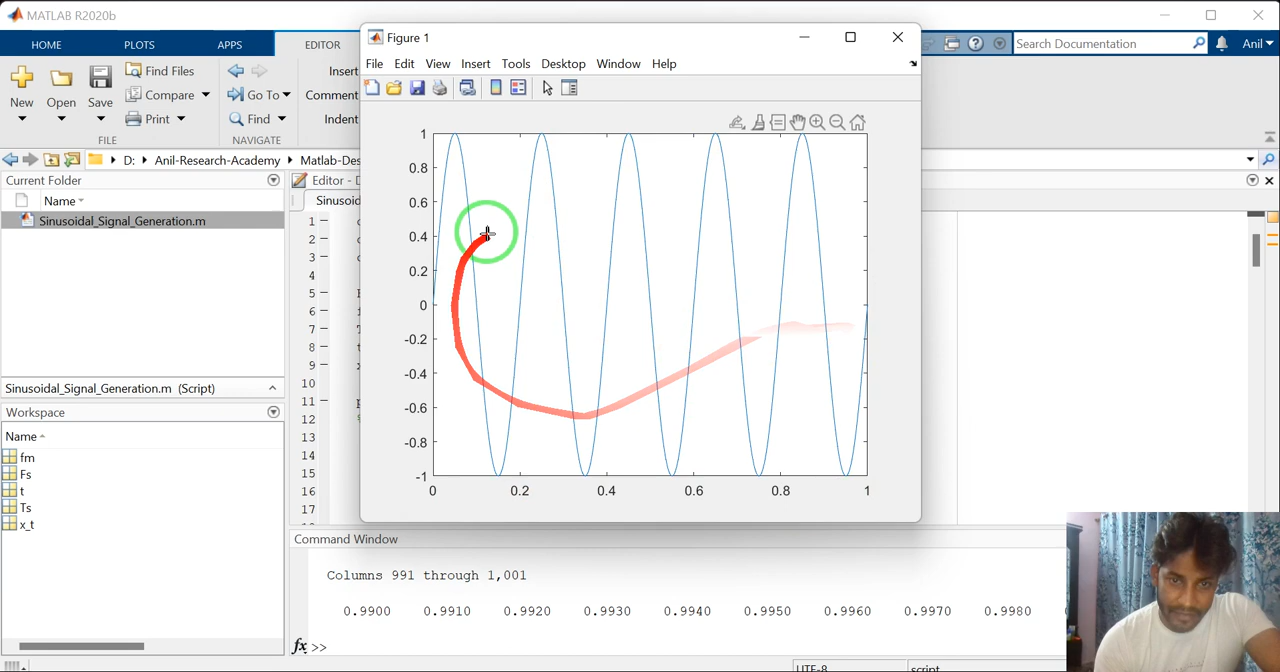 MATLAB R2020b
HOME PLOTS APPS EDITOR
Search Documentation Anil
New Open Save
Find Files
Compare
Print
Go To
Find
Insert
Comment
Indent
FILE NAVIGATE
D: Anil-Research-Academy
Current Folder
Name
Sinusoidal_Signal_Generation.m
Sinusoidal_Signal_Generation.m (Script)
Workspace
Name
fm
Fs
t
Ts
x_t
Editor -
1
2
3
4
5
6
7
8
9
10
11
12
13
14
15
16
17
Figure 1
File Edit View Insert Tools Desktop Window Help
1
0.8
0.6
0.4
0.2
0
-0.2
-0.4
-0.6
-0.8
-1
0 0.2 0.4 0.6 0.8 1
Command Window
Columns 991 through 1,001
0.9900 0.9910 0.9920 0.9930 0.9940 0.9950 0.9960 0.9970 0.9980
fx >>
UTF-8 script